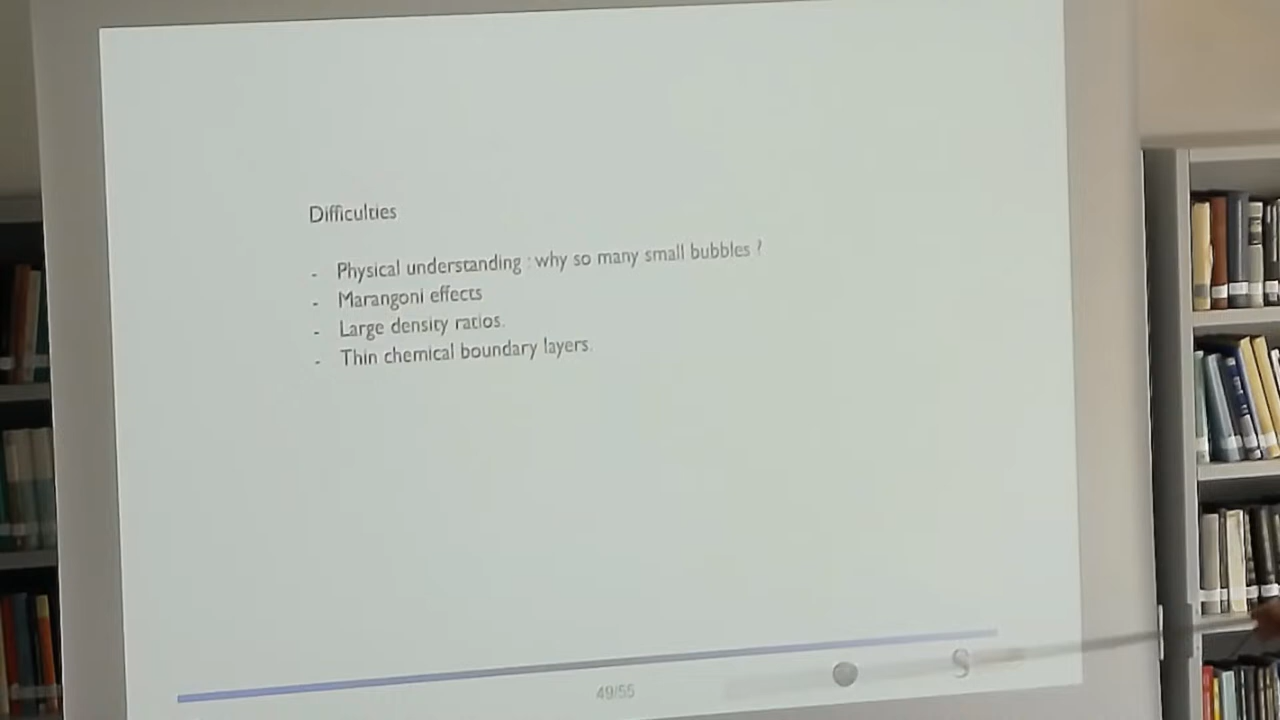 Difficulties
- Physical understanding : why so many small bubbles ?
- Marangoni effects
- Large density ratios.
- Thin chemical boundary layers.
S
49/55